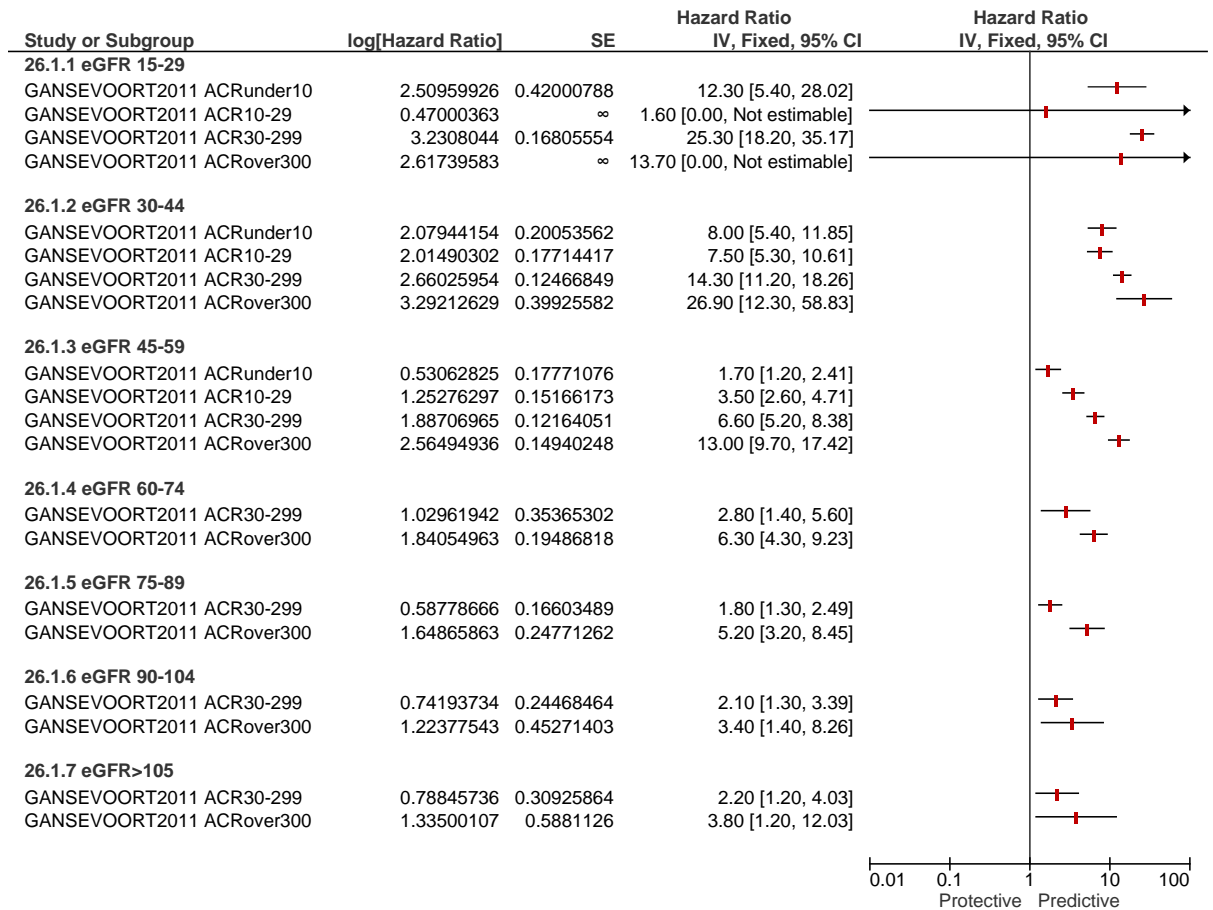 Hazard Ratio Hazard Ratio
Study or Subgroup log[Hazard Ratio] SE IV, Fixed, 95% CI IV, Fixed, 95% CI
26.1.1 eGFR 15-29
GANSEVOORT2011 ACRunder10 2.50959926 0.42000788 12.30 [5.40, 28.02]
GANSEVOORT2011 ACR10-29 0.47000363 ∞ 1.60 [0.00, Not estimable]
GANSEVOORT2011 ACR30-299 3.2308044 0.16805554 25.30 [18.20, 35.17]
GANSEVOORT2011 ACRover300 2.61739583 ∞ 13.70 [0.00, Not estimable]
26.1.2 eGFR 30-44
GANSEVOORT2011 ACRunder10 2.07944154 0.20053562 8.00 [5.40, 11.85]
GANSEVOORT2011 ACR10-29 2.01490302 0.17714417 7.50 [5.30, 10.61]
GANSEVOORT2011 ACR30-299 2.66025954 0.12466849 14.30 [11.20, 18.26]
GANSEVOORT2011 ACRover300 3.29212629 0.39925582 26.90 [12.30, 58.83]
26.1.3 eGFR 45-59
GANSEVOORT2011 ACRunder10 0.53062825 0.17771076 1.70 [1.20, 2.41]
GANSEVOORT2011 ACR10-29 1.25276297 0.15166173 3.50 [2.60, 4.71]
GANSEVOORT2011 ACR30-299 1.88706965 0.12164051 6.60 [5.20, 8.38]
GANSEVOORT2011 ACRover300 2.56494936 0.14940248 13.00 [9.70, 17.42]
26.1.4 eGFR 60-74
GANSEVOORT2011 ACR30-299 1.02961942 0.35365302 2.80 [1.40, 5.60]
GANSEVOORT2011 ACRover300 1.84054963 0.19486818 6.30 [4.30, 9.23]
26.1.5 eGFR 75-89
GANSEVOORT2011 ACR30-299 0.58778666 0.16603489 1.80 [1.30, 2.49]
GANSEVOORT2011 ACRover300 1.64865863 0.24771262 5.20 [3.20, 8.45]
26.1.6 eGFR 90-104
GANSEVOORT2011 ACR30-299 0.74193734 0.24468464 2.10 [1.30, 3.39]
GANSEVOORT2011 ACRover300 1.22377543 0.45271403 3.40 [1.40, 8.26]
26.1.7 eGFR>105
GANSEVOORT2011 ACR30-299 0.78845736 0.30925864 2.20 [1.20, 4.03]
GANSEVOORT2011 ACRover300 1.33500107 0.5881126 3.80 [1.20, 12.03]
0.01 0.1 1 10 100
Protective Predictive